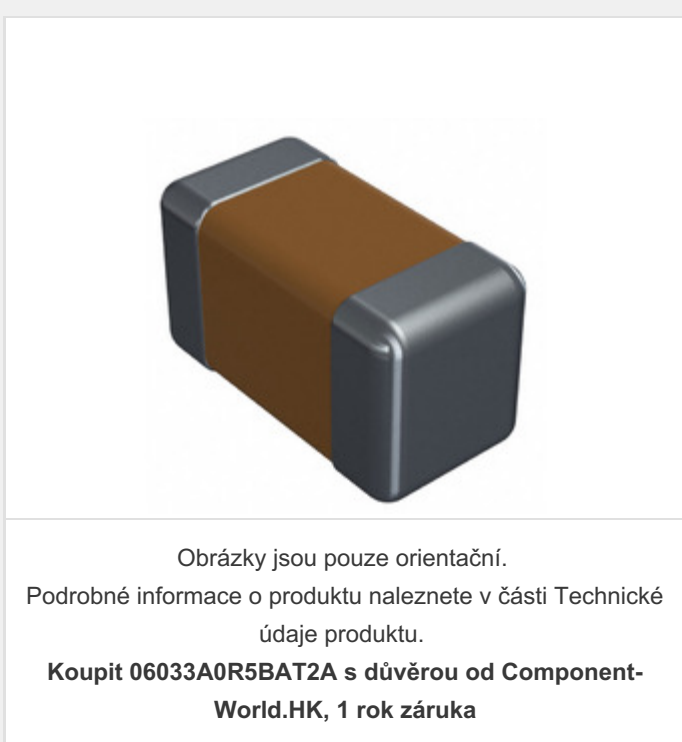 Obrázky jsou pouze orientační.
Podrobné informace o produktu naleznete v části Technické
údaje produktu.
Koupit 06033A0R5BAT2A s důvěrou od Component-
World.HK, 1 rok záruka